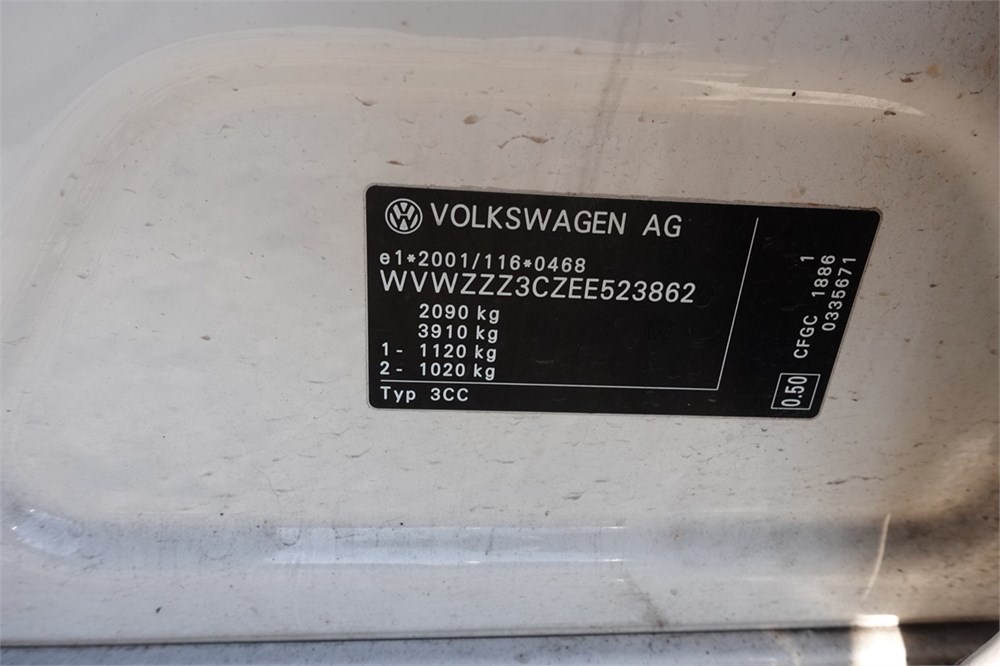 VOLKSWAGEN AG
e1*2001/116*0468
WVWZZZ3CZEE523862
2090 kg
3910 kg
1- 1120 kg
2- 1020 kg
Typ 3CC
0.50 CFGC 1886 1
0335671